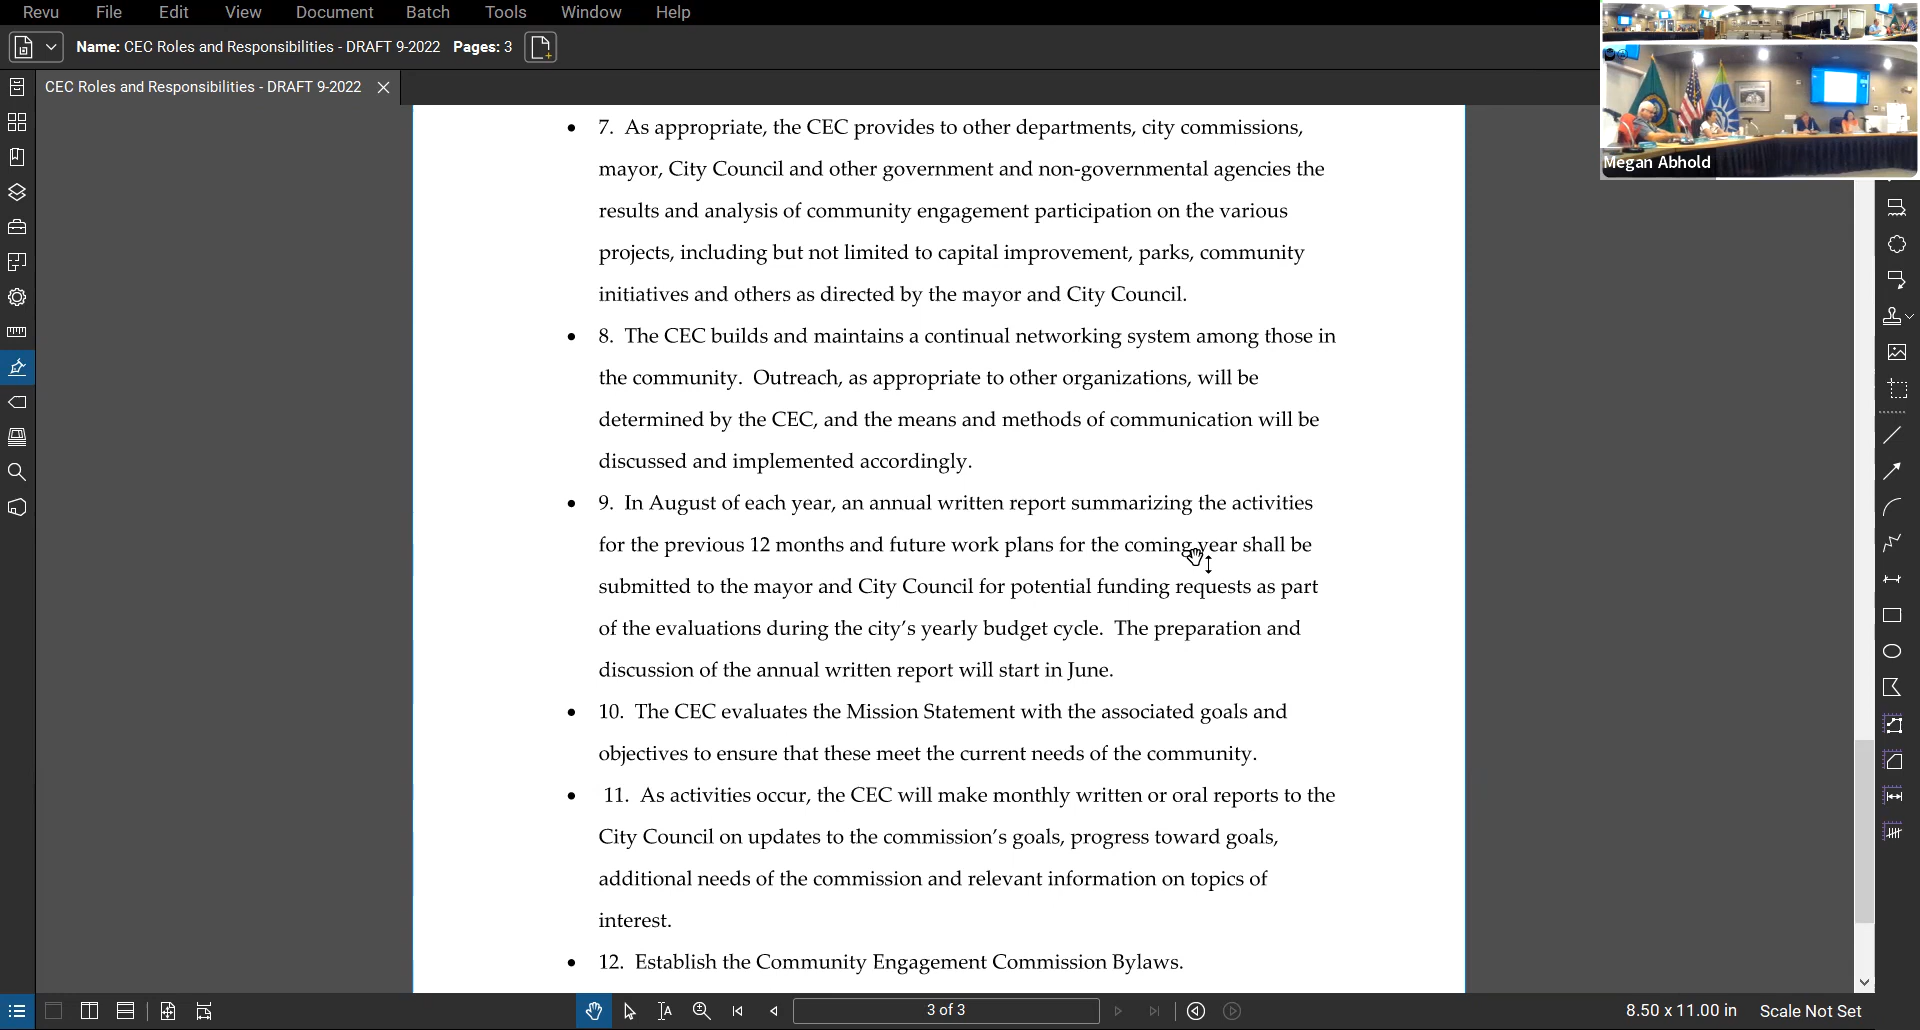 Revu File Edit View Document Batch Tools Window Help
Name: CEC Roles and Responsibilities - DRAFT 9-2022 Pages: 3
CEC Roles and Responsibilities - DRAFT 9-2022
Megan Abhold
• 7. As appropriate, the CEC provides to other departments, city commissions,
mayor, City Council and other government and non-governmental agencies the
results and analysis of community engagement participation on the various
projects, including but not limited to capital improvement, parks, community
initiatives and others as directed by the mayor and City Council.
• 8. The CEC builds and maintains a continual networking system among those in
the community. Outreach, as appropriate to other organizations, will be
determined by the CEC, and the means and methods of communication will be
discussed and implemented accordingly.
• 9. In August of each year, an annual written report summarizing the activities
for the previous 12 months and future work plans for the coming year shall be
submitted to the mayor and City Council for potential funding requests as part
of the evaluations during the city's yearly budget cycle. The preparation and
discussion of the annual written report will start in June.
• 10. The CEC evaluates the Mission Statement with the associated goals and
objectives to ensure that these meet the current needs of the community.
• 11. As activities occur, the CEC will make monthly written or oral reports to the
City Council on updates to the commission's goals, progress toward goals,
additional needs of the commission and relevant information on topics of
interest.
• 12. Establish the Community Engagement Commission Bylaws.
3 of 3
8.50 x 11.00 in Scale Not Set